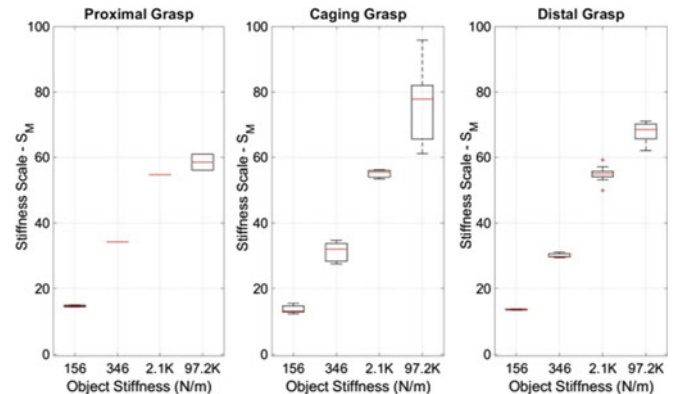 Proximal Grasp
100
80
60
40
20
0
Stiffness Scale - S_M
156 346 2.1K 97.2K
Object Stiffness (N/m)
Caging Grasp
100
80
60
40
20
0
Stiffness Scale - S_M
156 346 2.1K 97.2K
Object Stiffness (N/m)
Distal Grasp
100
80
60
40
20
0
Stiffness Scale - S_M
156 346 2.1K 97.2K
Object Stiffness (N/m)